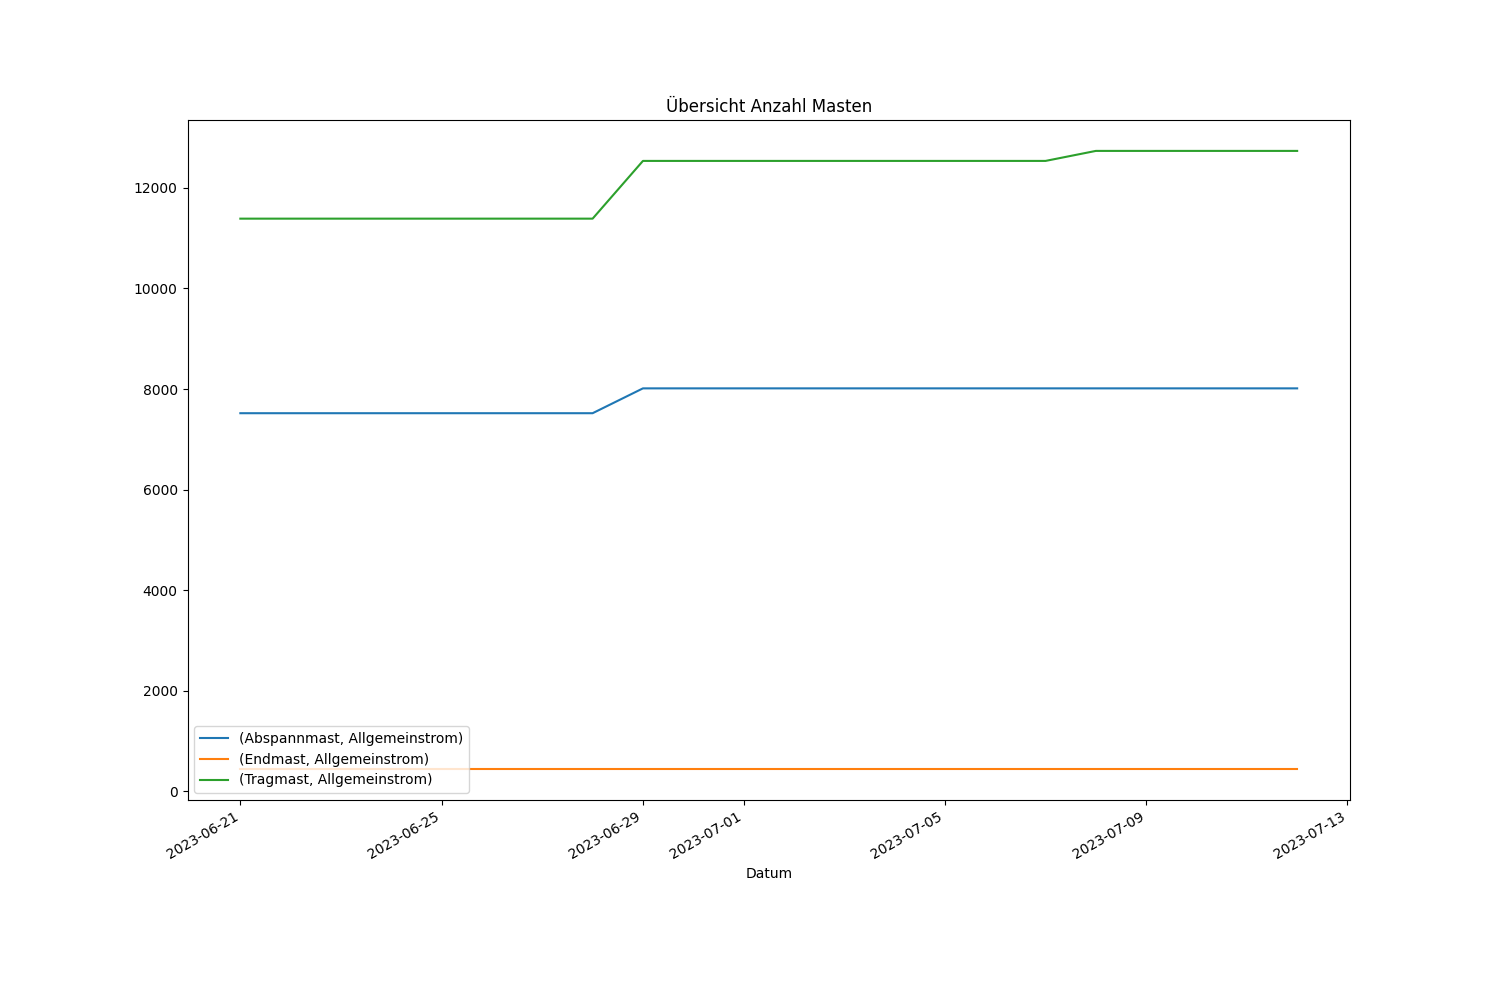 Übersicht Anzahl Masten
12000
10000
8000
6000
4000
2000
0
(Abspannmast, Allgemeinstrom)
(Endmast, Allgemeinstrom)
(Tragmast, Allgemeinstrom)
2023-06-21
2023-06-25
2023-06-29
2023-07-01
2023-07-05
2023-07-09
2023-07-13
Datum